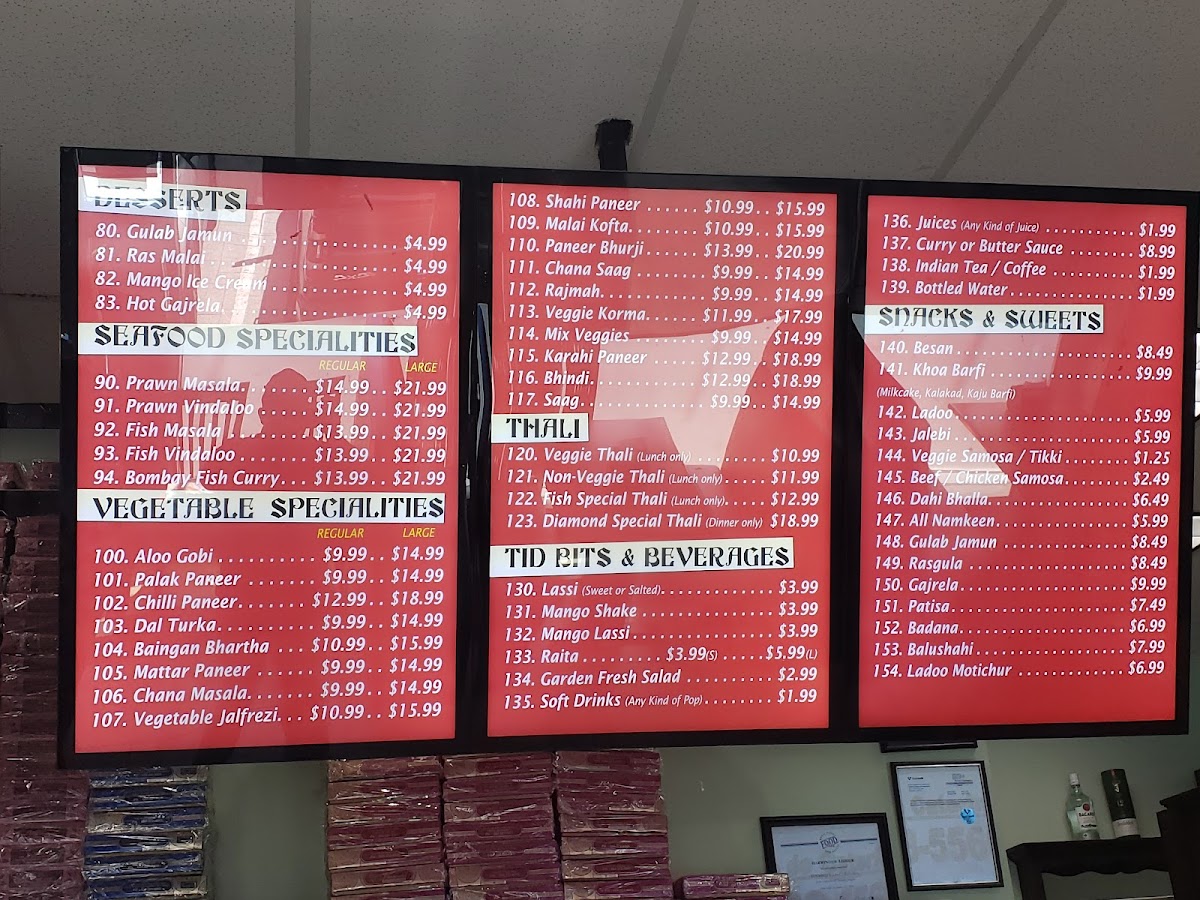 DESSERTS
80. Gulab Jamun ..................... $4.99
81. Ras Malai ..................... $4.99
82. Mango Ice Cream ................ $4.99
83. Hot Gajrela ..................... $4.99
SEAFOOD SPECIALITIES
REGULAR LARGE
90. Prawn Masala........ $14.99.. $21.99
91. Prawn Vindaloo ...... $14.99.. $21.99
92. Fish Masala ......... $13.99.. $21.99
93. Fish Vindaloo ........ $13.99.. $21.99
94. Bombay Fish Curry.... $13.99.. $21.99
VEGETABLE SPECIALITIES
REGULAR LARGE
100. Aloo Gobi .......... $9.99.. $14.99
101. Palak Paneer ....... $9.99.. $14.99
102. Chilli Paneer....... $12.99.. $18.99
103. Dal Turka.......... $9.99.. $14.99
104. Baingan Bhartha ... $10.99.. $15.99
105. Mattar Paneer ...... $9.99.. $14.99
106. Chana Masala....... $9.99.. $14.99
107. Vegetable Jalfrezi... $10.99.. $15.99
108. Shahi Paneer ....... $10.99.. $15.99
109. Malai Kofta........ $10.99.. $15.99
110. Paneer Bhurji ...... $13.99.. $20.99
111. Chana Saag ........ $9.99.. $14.99
112. Rajmah........... $9.99.. $14.99
113. Veggie Korma...... $11.99.. $17.99
114. Mix Veggies ........ $9.99.. $14.99
115. Karahi Paneer ...... $12.99.. $18.99
116. Bhindi............ $12.99.. $18.99
117. Saag............. $9.99.. $14.99
THALI
120. Veggie Thali (Lunch only) .......... $10.99
121. Non-Veggie Thali (Lunch only) ...... $11.99
122. Fish Special Thali (Lunch only)...... $12.99
123. Diamond Special Thali (Dinner only) $18.99
TID BITS & BEVERAGES
130. Lassi (Sweet or Salted)............. $3.99
131. Mango Shake ................ $3.99
132. Mango Lassi ................. $3.99
133. Raita ......... $3.99(S) ..... $5.99(L)
134. Garden Fresh Salad ........... $2.99
135. Soft Drinks (Any Kind of Pop)......... $1.99
136. Juices (Any Kind of Juice) ........... $1.99
137. Curry or Butter Sauce ......... $8.99
138. Indian Tea / Coffee ........... $1.99
139. Bottled Water ................ $1.99
SNACKS & SWEETS
140. Besan ...................... $8.49
141. Khoa Barfi .................. $9.99
(Milkcake, Kalakad, Kaju Barfi)
142. Ladoo...................... $5.99
143. Jalebi ...................... $5.99
144. Veggie Samosa / Tikki ......... $1.25
145. Beef / Chicken Samosa......... $2.49
146. Dahi Bhalla.................. $6.49
147. All Namkeen................. $5.99
148. Gulab Jamun ................ $8.49
149. Rasgula .................... $8.49
150. Gajrela ..................... $9.99
151. Patisa...................... $7.49
152. Badana..................... $6.99
153. Balushahi ................... $7.99
154. Ladoo Motichur .............. $6.99
FOOD
BACARDI